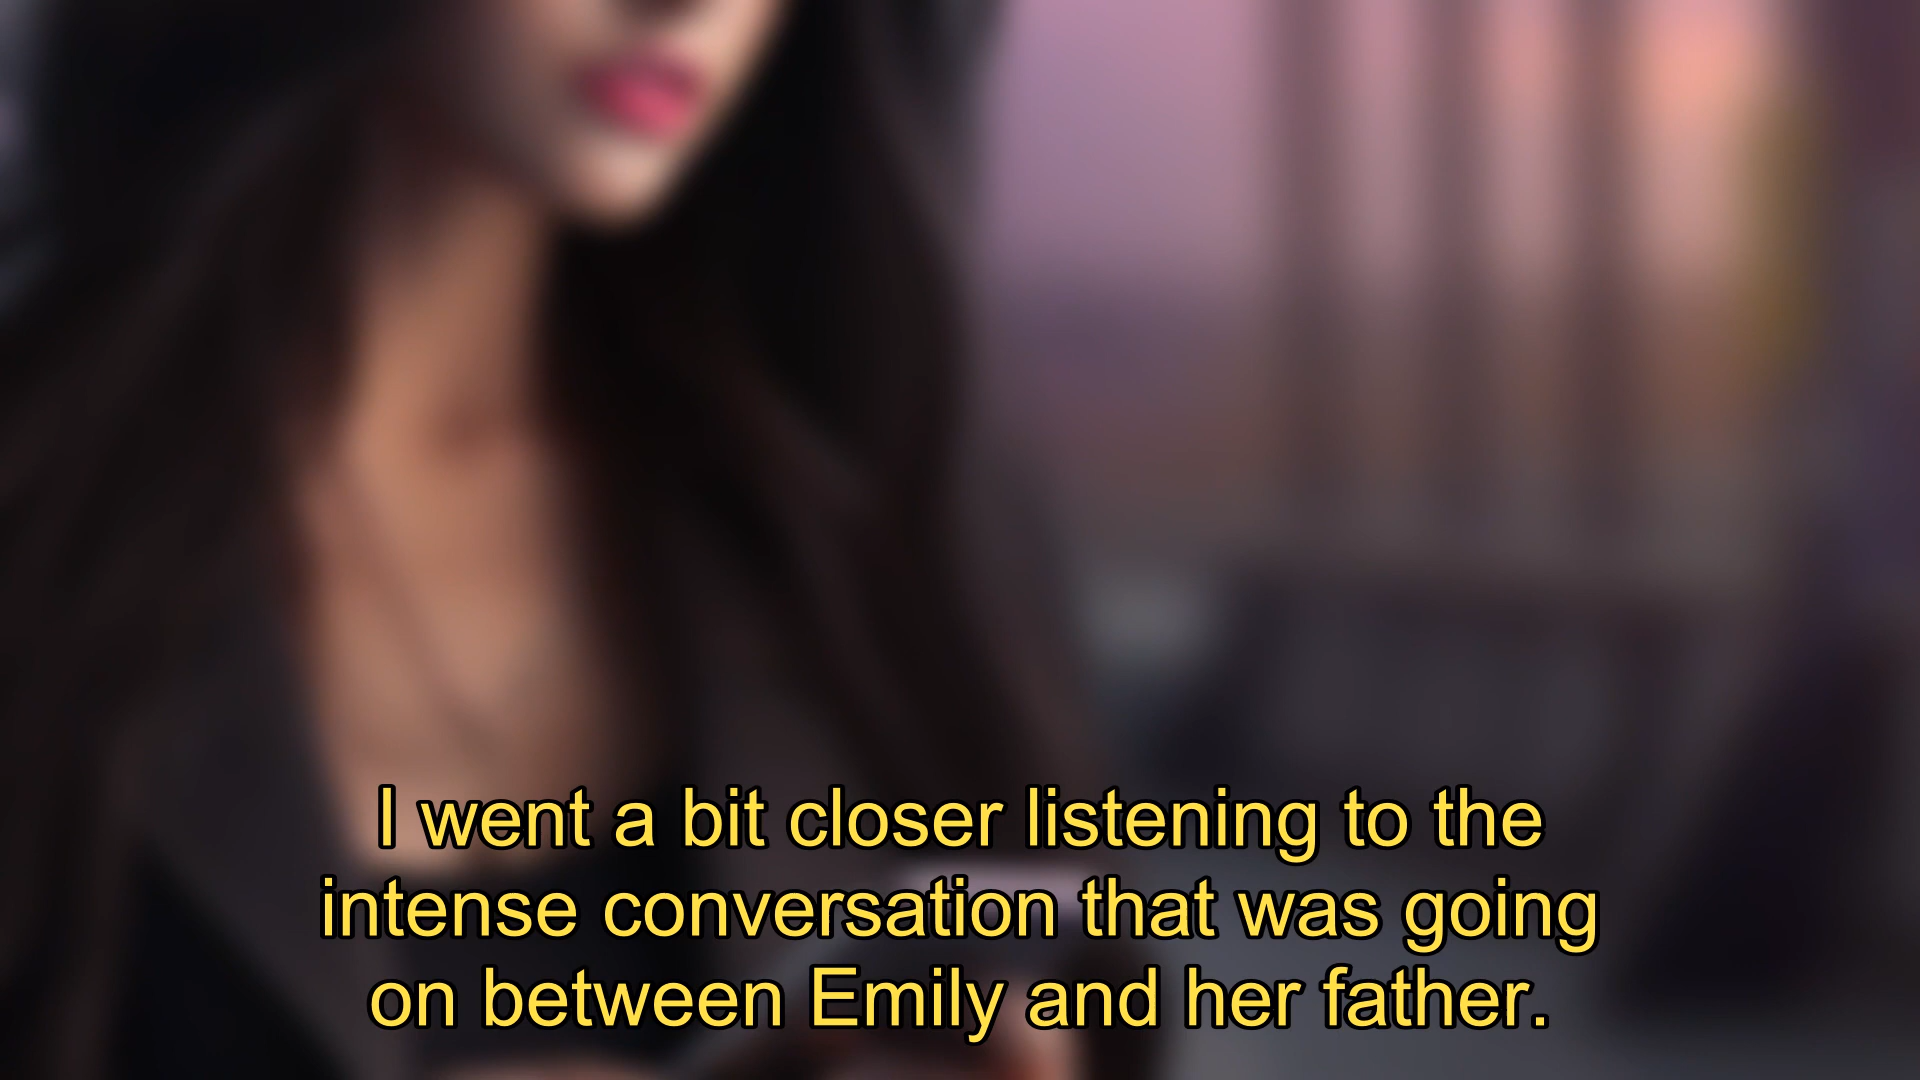 I went a bit closer listening to the
intense conversation that was going
on between Emily and her father.